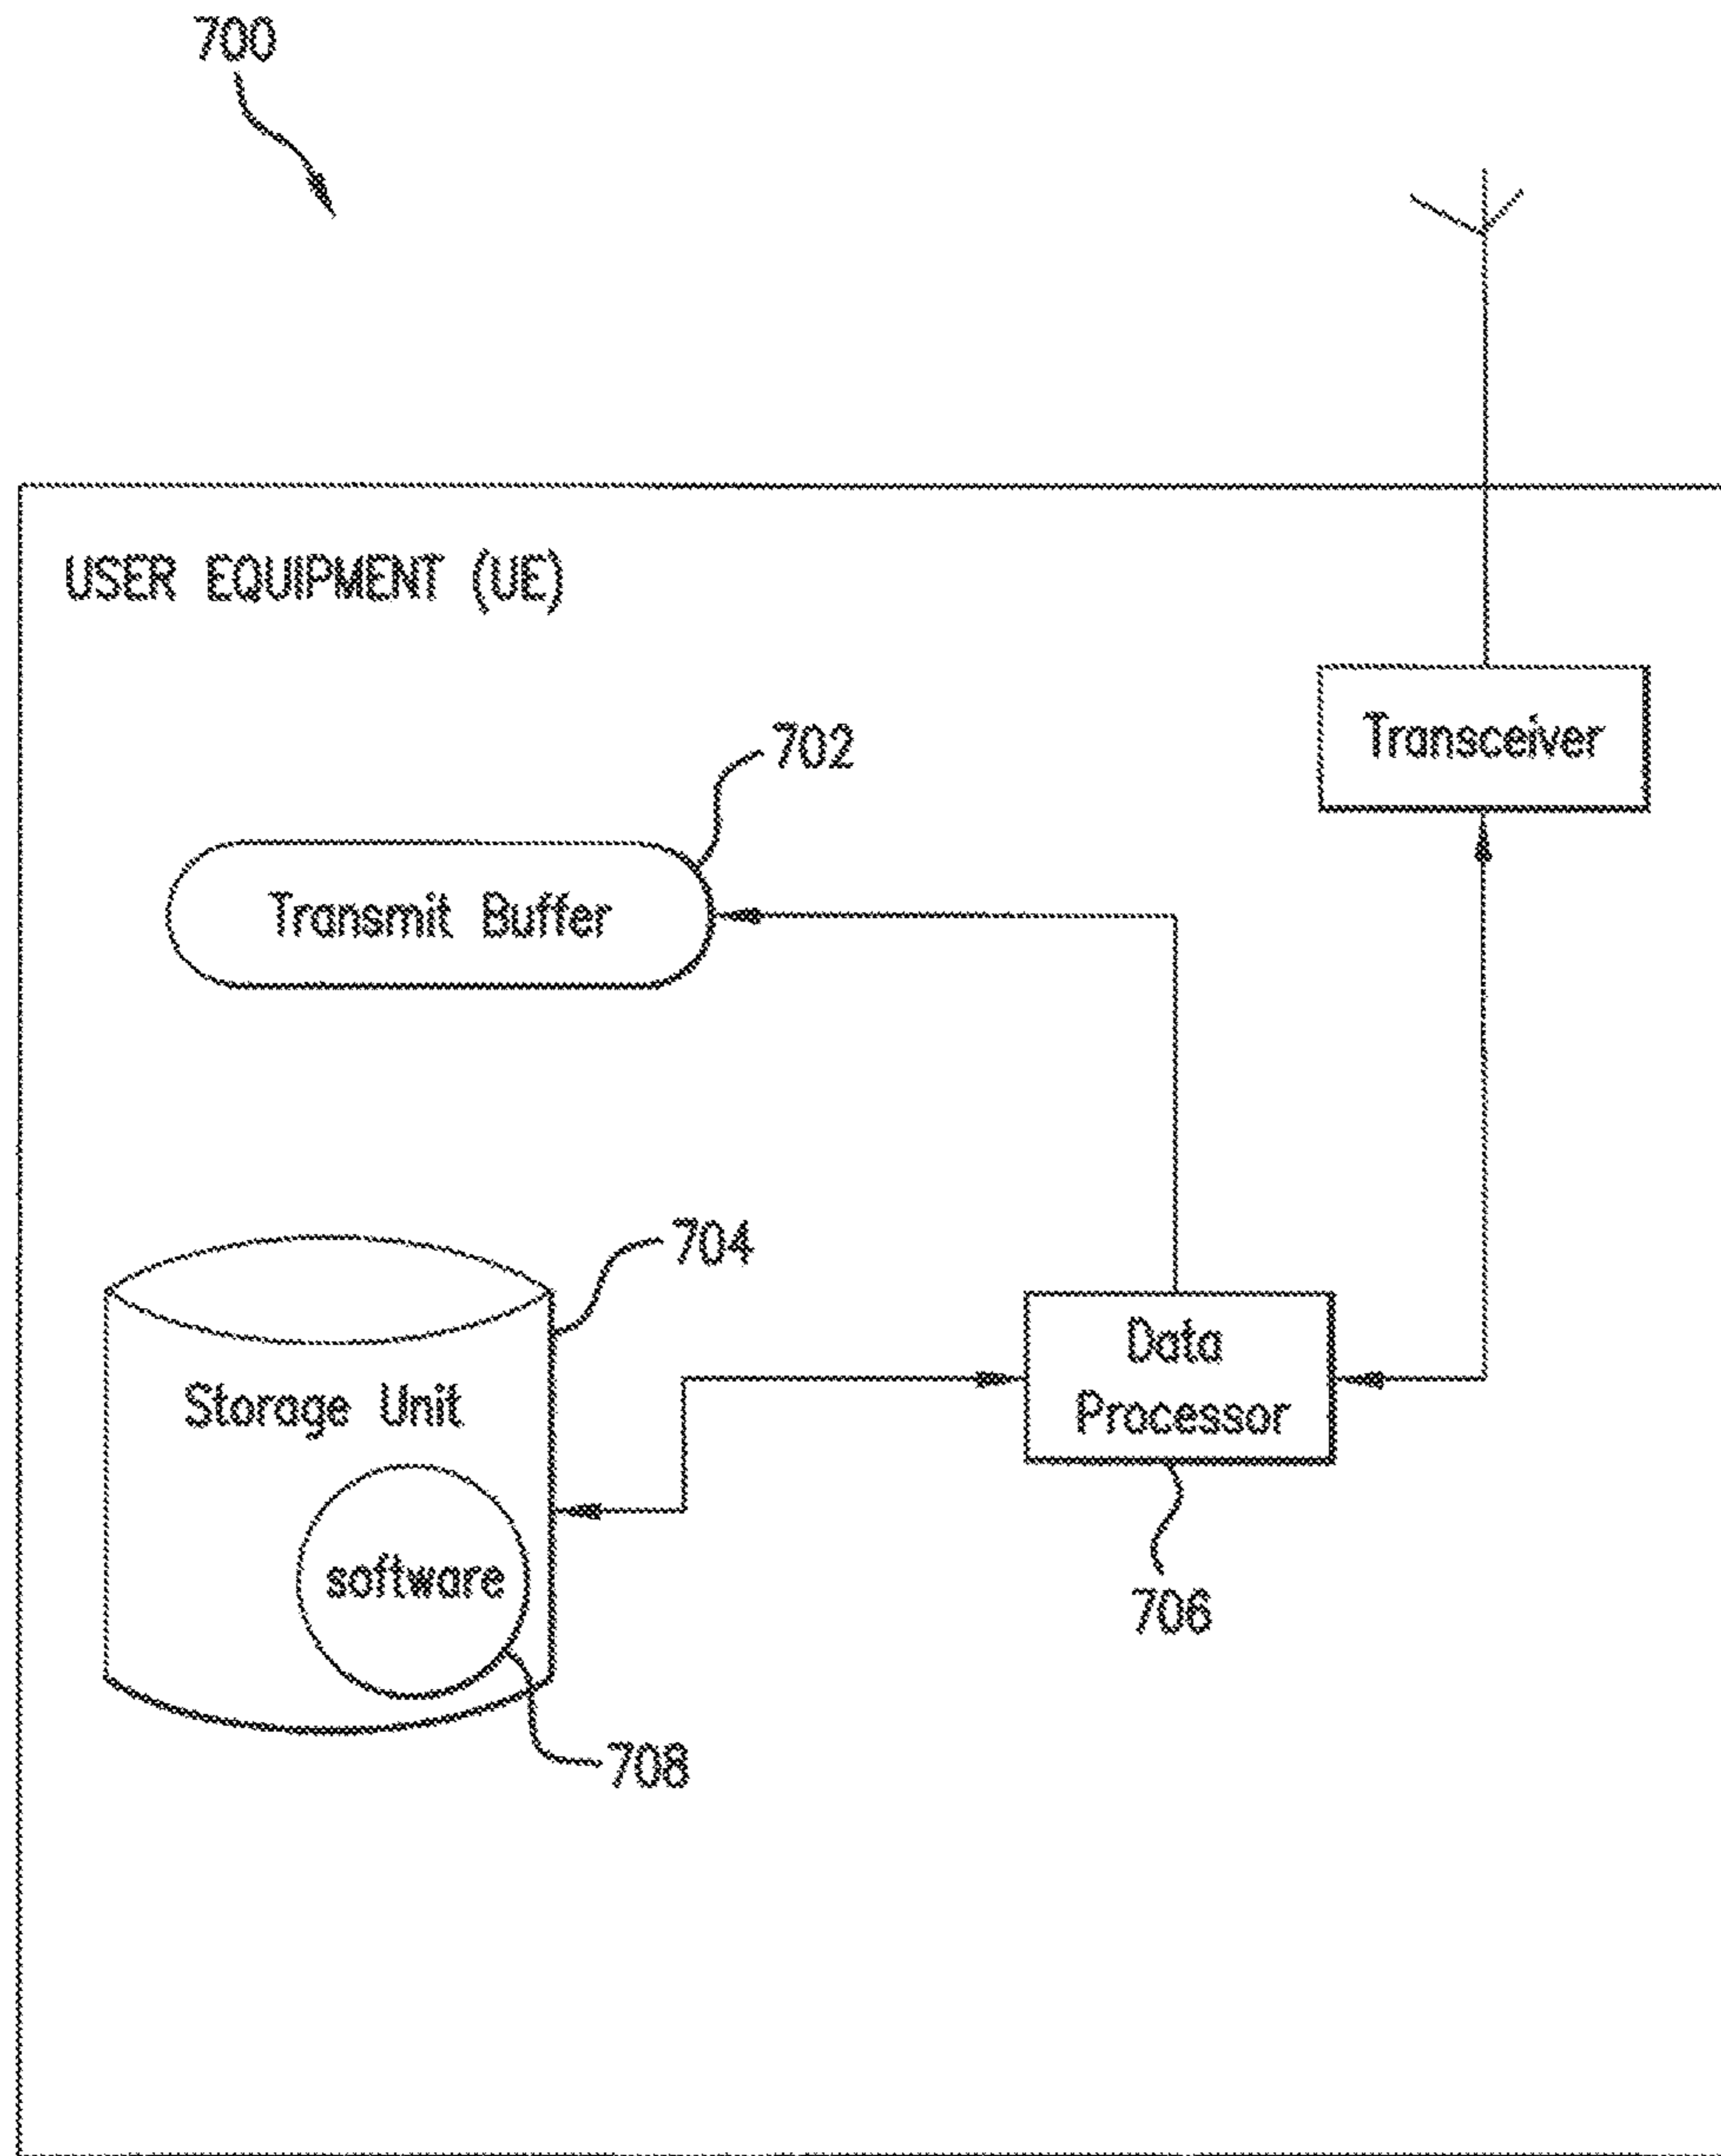 700
USER EQUIPMENT (UE)
702
Transceiver
Transmit Buffer
704
Data
Processor
Storage Unit
software
706
708